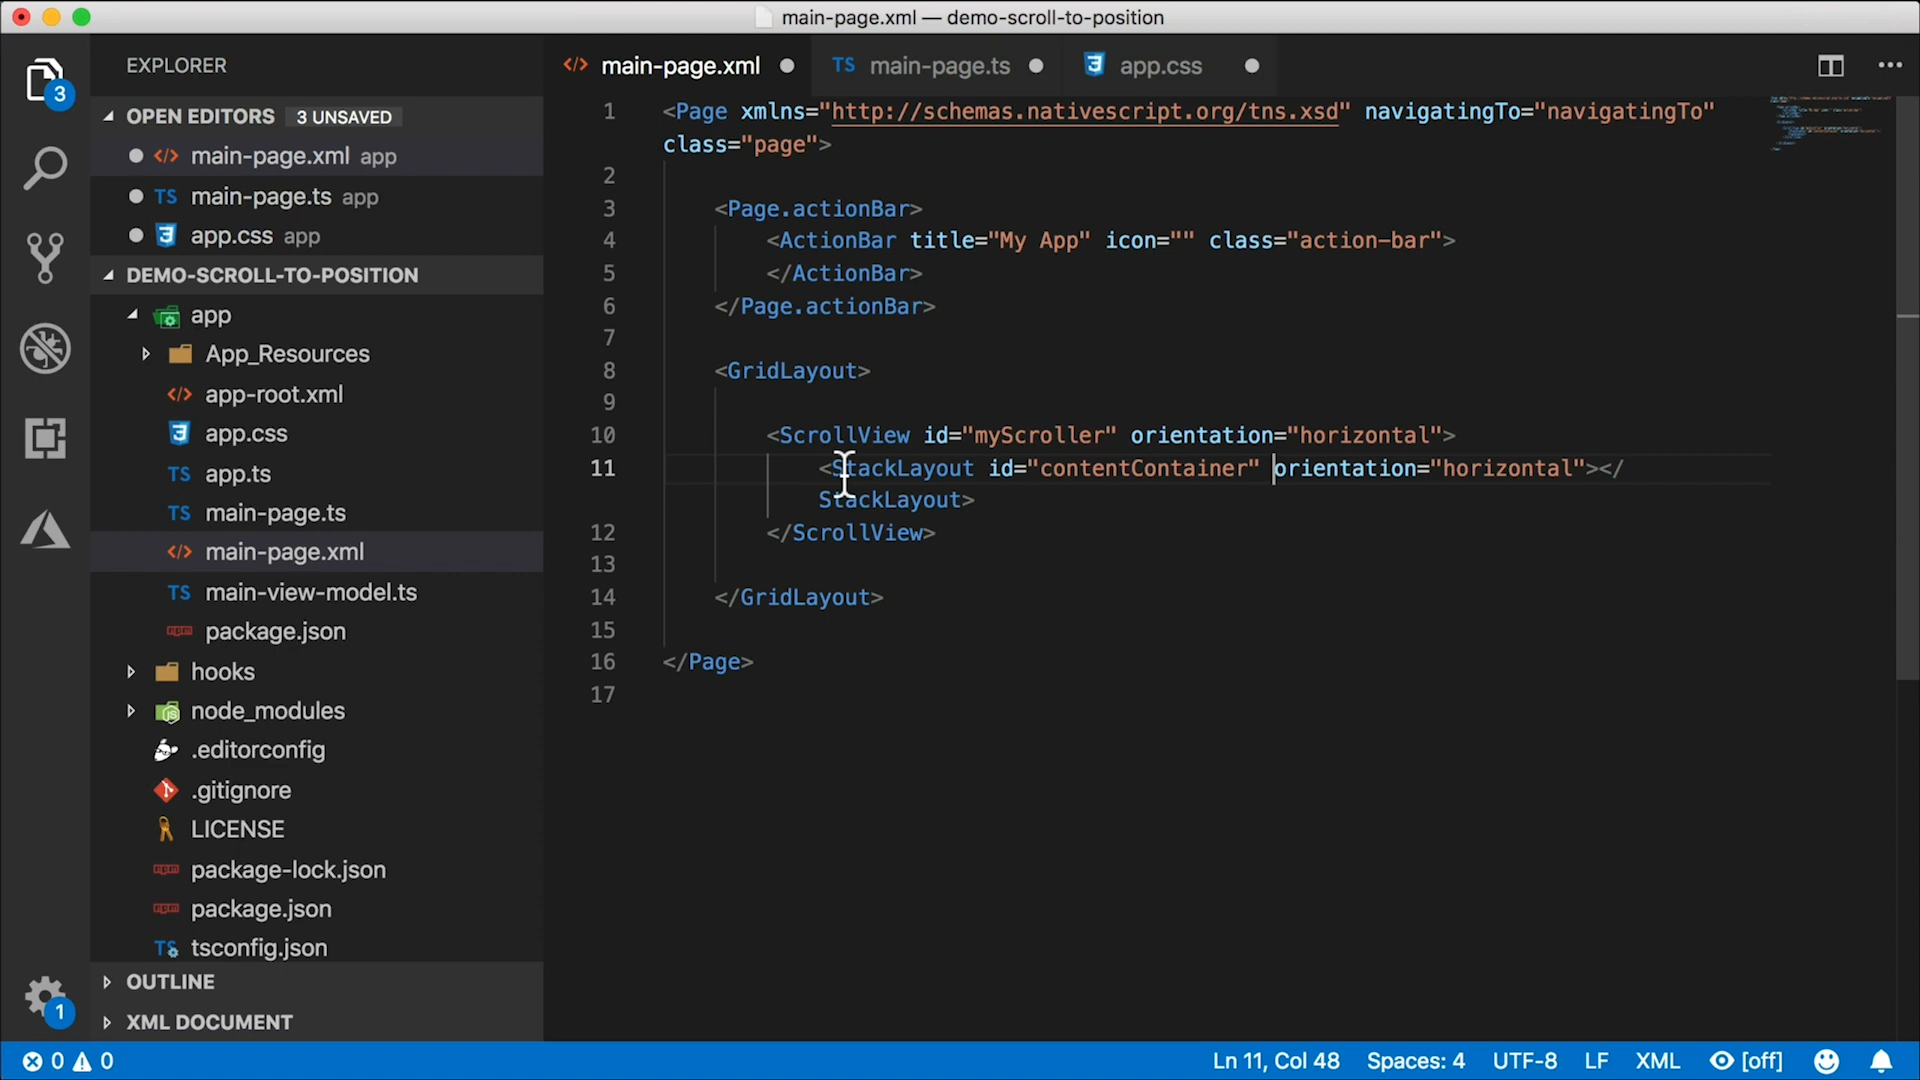 main-page.xml — demo-scroll-to-position
EXPLORER
OPEN EDITORS 3 UNSAVED
main-page.xml app
TS main-page.ts app
app.css app
DEMO-SCROLL-TO-POSITION
app
App_Resources
app-root.xml
app.css
TS app.ts
TS main-page.ts
main-page.xml
TS main-view-model.ts
package.json
hooks
node_modules
.editorconfig
.gitignore
LICENSE
package-lock.json
package.json
TS tsconfig.json
OUTLINE
XML DOCUMENT
3
1
main-page.xml
TS main-page.ts
app.css
1 <Page xmlns="http://schemas.nativescript.org/tns.xsd" navigatingTo="navigatingTo"
class="page">
2
3 <Page.actionBar>
4 <ActionBar title="My App" icon="" class="action-bar">
5 </ActionBar>
6 </Page.actionBar>
7
8 <GridLayout>
9
10 <ScrollView id="myScroller" orientation="horizontal">
11 <StackLayout id="contentContainer" orientation="horizontal"></
StackLayout>
12 </ScrollView>
13
14 </GridLayout>
15
16 </Page>
17
0 0
Ln 11, Col 48 Spaces: 4 UTF-8 LF XML [off]